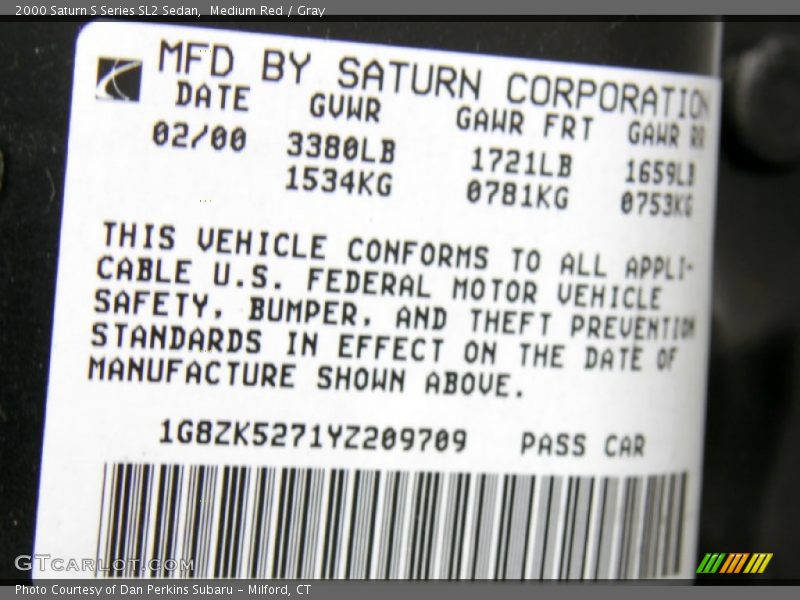 2000 Saturn S Series SL2 Sedan,  Medium Red / Gray
MFD BY SATURN CORPORATION
DATE GVWR GAWR FRT GAWR RR
02/00 3380LB 1721LB 1659LB
1534KG 0781KG 0753KG
THIS VEHICLE CONFORMS TO ALL APPLI-
CABLE U.S. FEDERAL MOTOR VEHICLE
SAFETY, BUMPER, AND THEFT PREVENTION
STANDARDS IN EFFECT ON THE DATE OF
MANUFACTURE SHOWN ABOVE.
1G8ZK5271YZ209709 PASS CAR
GTCARLOT.COM
Photo Courtesy of Dan Perkins Subaru - Milford, CT